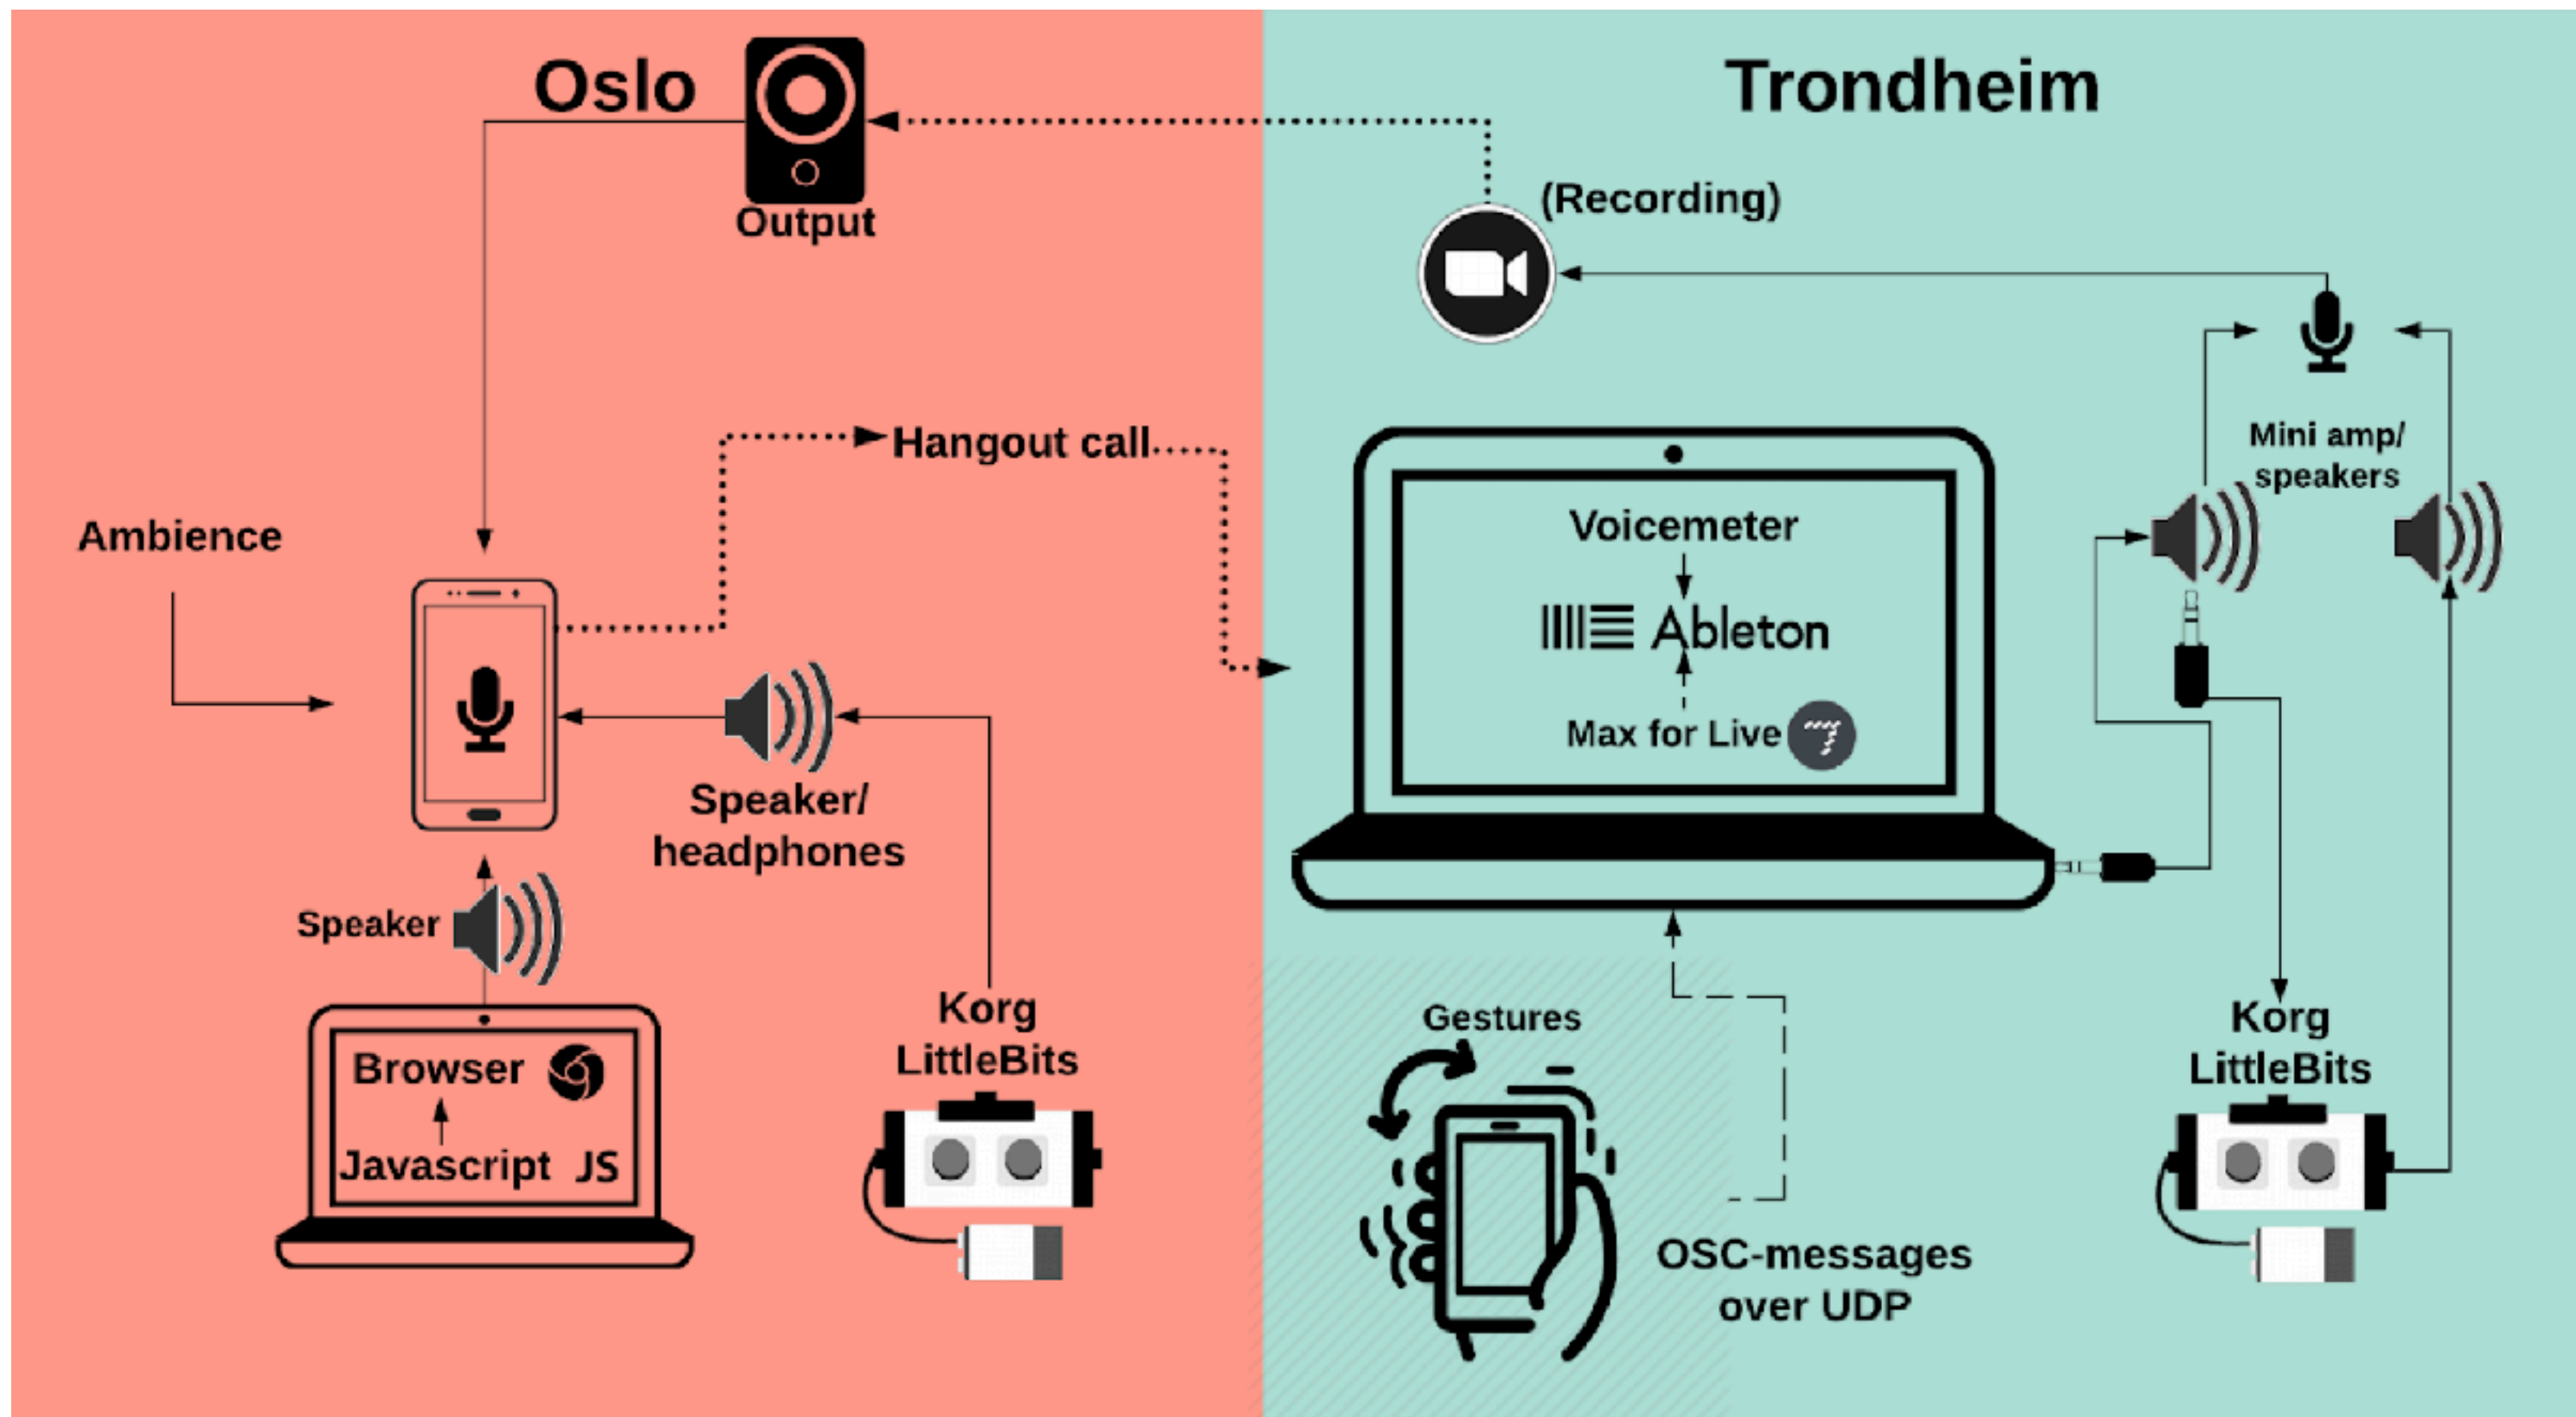 Oslo
Output
Hangout call
Ambience
Speaker/
headphones
Speaker
Browser
Javascript JS
Korg
LittleBits
Trondheim
(Recording)
Mini amp/
speakers
Voicemeter
Ableton
Max for Live
Gestures
OSC-messages
over UDP
Korg
LittleBits